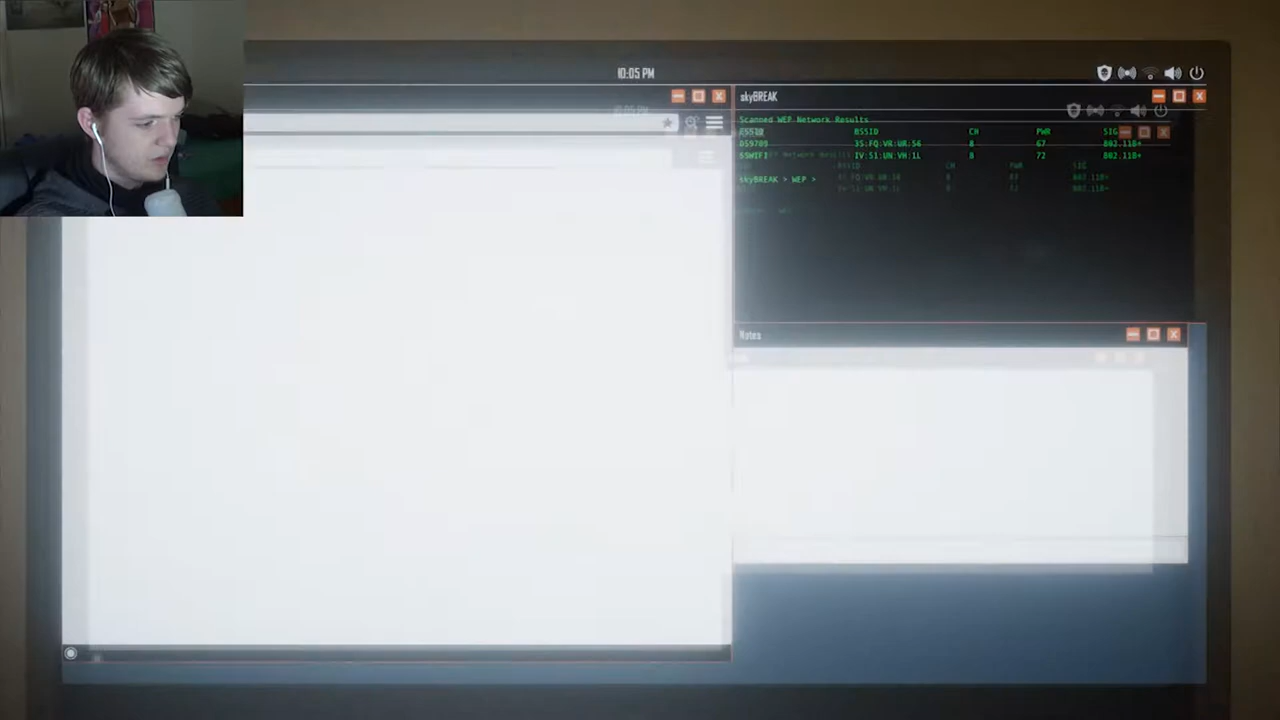 10:05 PM
skyBREAK
Scanned WEP Network Results
ESSID BSSID CH PWR SIG
059789 3S:FQ:VR:UR:56 8 67 802.11B+
SSWIFI IV:51:UN:VH:1L 8 72 802.11B+
skyBREAK > WEP >
Notes